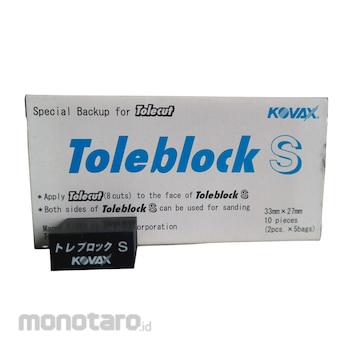 Special Backup for Tolecut
KOVAX
Toleblock S
*Apply Tolecut (8 cuts) to the face of Toleblock S
*Both sides of Toleblock S can be used for sanding
33mm×27mm
10 pieces
(2pcs. × 5bags)
orporation
トレブロック S
KOVAX
monotaro.id